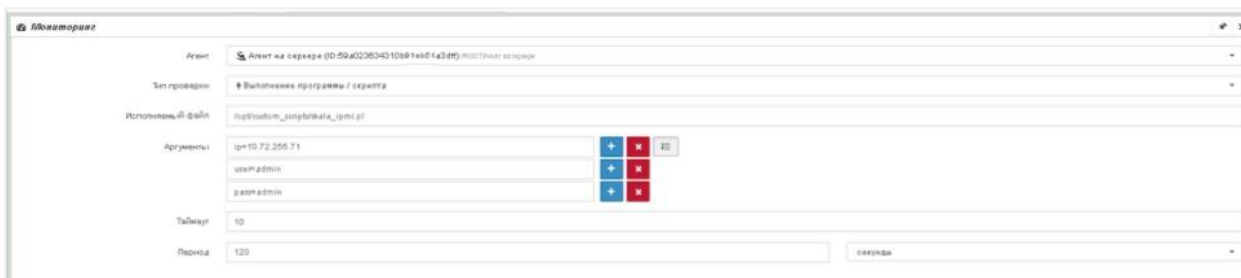 Мониторинг
Агент Агент на сервере
Тип проверки Выполнение программы / скрипта
Исполняемый файл
Аргументы ip=10.72.255.71
user=admin
pass=admin
Таймаут 10
Период 120 секунды